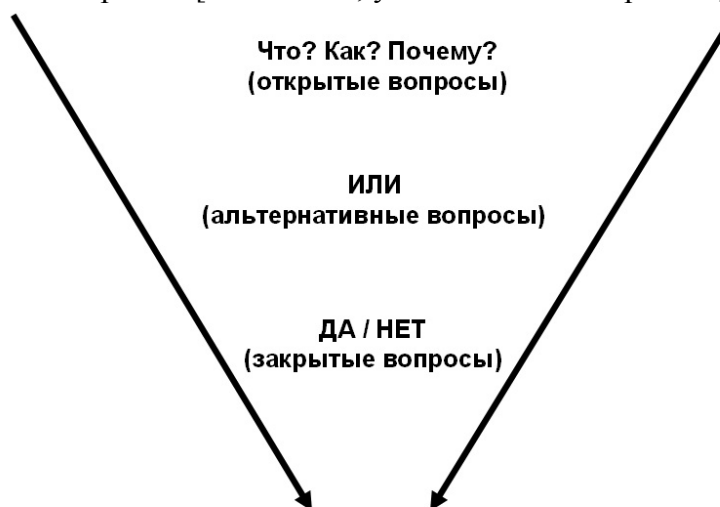 Что? Как? Почему?
(открытые вопросы)
ИЛИ
(альтернативные вопросы)
ДА / НЕТ
(закрытые вопросы)